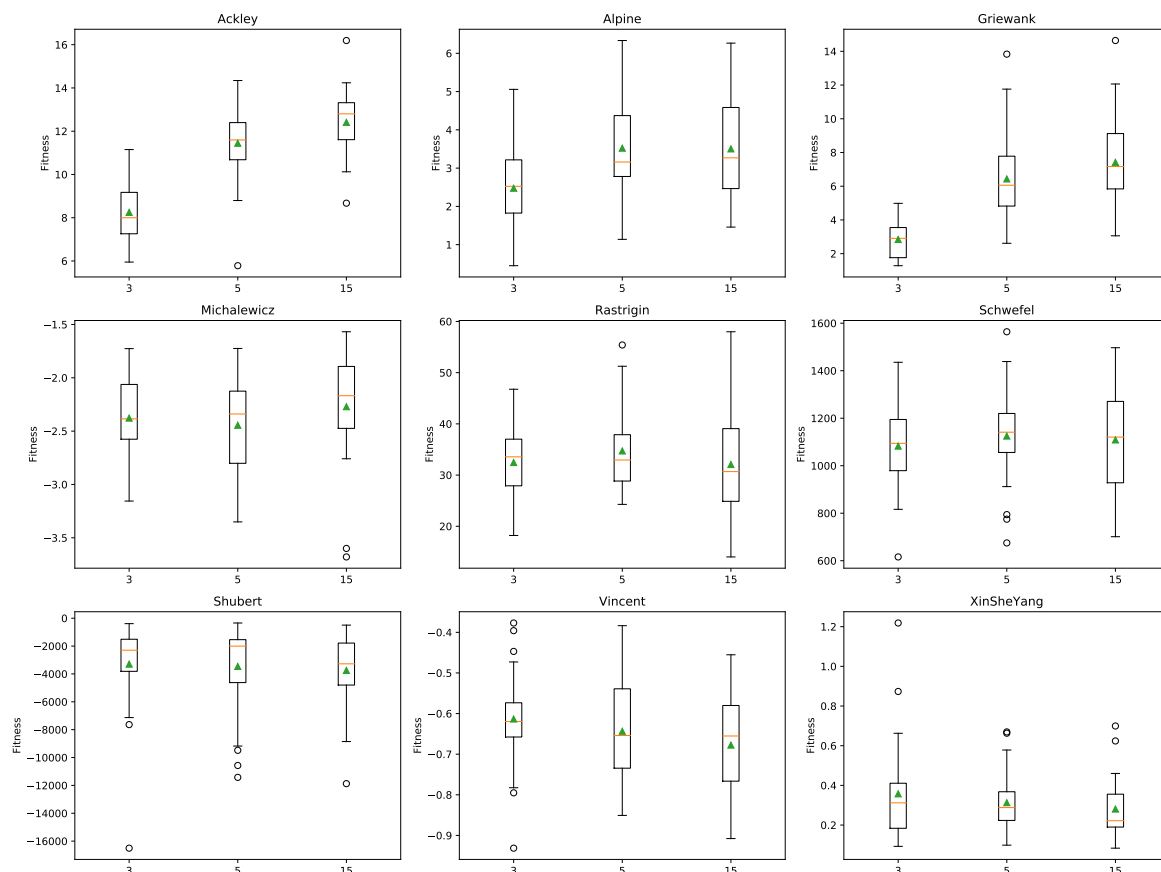 Ackley
Fitness
16
14
12
10
8
6
3 5 15
Alpine
Fitness
6
5
4
3
2
1
3 5 15
Griewank
Fitness
14
12
10
8
6
4
2
3 5 15
Michalewicz
Fitness
−1.5
−2.0
−2.5
−3.0
−3.5
3 5 15
Rastrigin
Fitness
60
50
40
30
20
3 5 15
Schwefel
Fitness
1600
1400
1200
1000
800
600
3 5 15
Shubert
Fitness
0
−2000
−4000
−6000
−8000
−10000
−12000
−14000
−16000
3 5 15
Vincent
Fitness
−0.4
−0.5
−0.6
−0.7
−0.8
−0.9
3 5 15
XinSheYang
Fitness
1.2
1.0
0.8
0.6
0.4
0.2
3 5 15